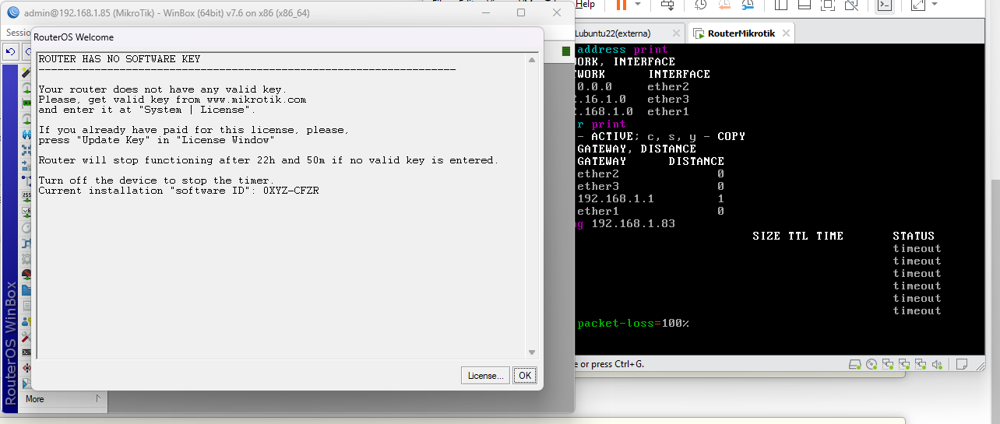 admin@192.168.1.85 (MikroTik) - WinBox (64bit) v7.6 on x86 (x86_64)
Help
Sessio
RouterOS Welcome
Lubuntu22(externa)
RouterMikrotik
ROUTER HAS NO SOFTWARE KEY
----------------------------------------------------------------------------
Your router does not have any valid key.
Please, get valid key from www.mikrotik.com
and enter it at "System | License".
If you already have paid for this license, please,
press "Update Key" in "License Window"
Router will stop functioning after 22h and 50m if no valid key is entered.
Turn off the device to stop the timer.
Current installation "software ID": 0XYZ-CFZR
License...
OK
RouterOS WinBox
More
address print
WORK, INTERFACE
TWORK INTERFACE
0.0.0 ether2
2.16.1.0 ether3
2.168.1.0 ether1
r print
- ACTIVE; c, s, y - COPY
GATEWAY, DISTANCE
GATEWAY DISTANCE
ether2 0
ether3 0
192.168.1.1 1
ether1 0
g 192.168.1.83
SIZE TTL TIME STATUS
timeout
timeout
timeout
timeout
timeout
timeout
packet-loss=100%
e or press Ctrl+G.